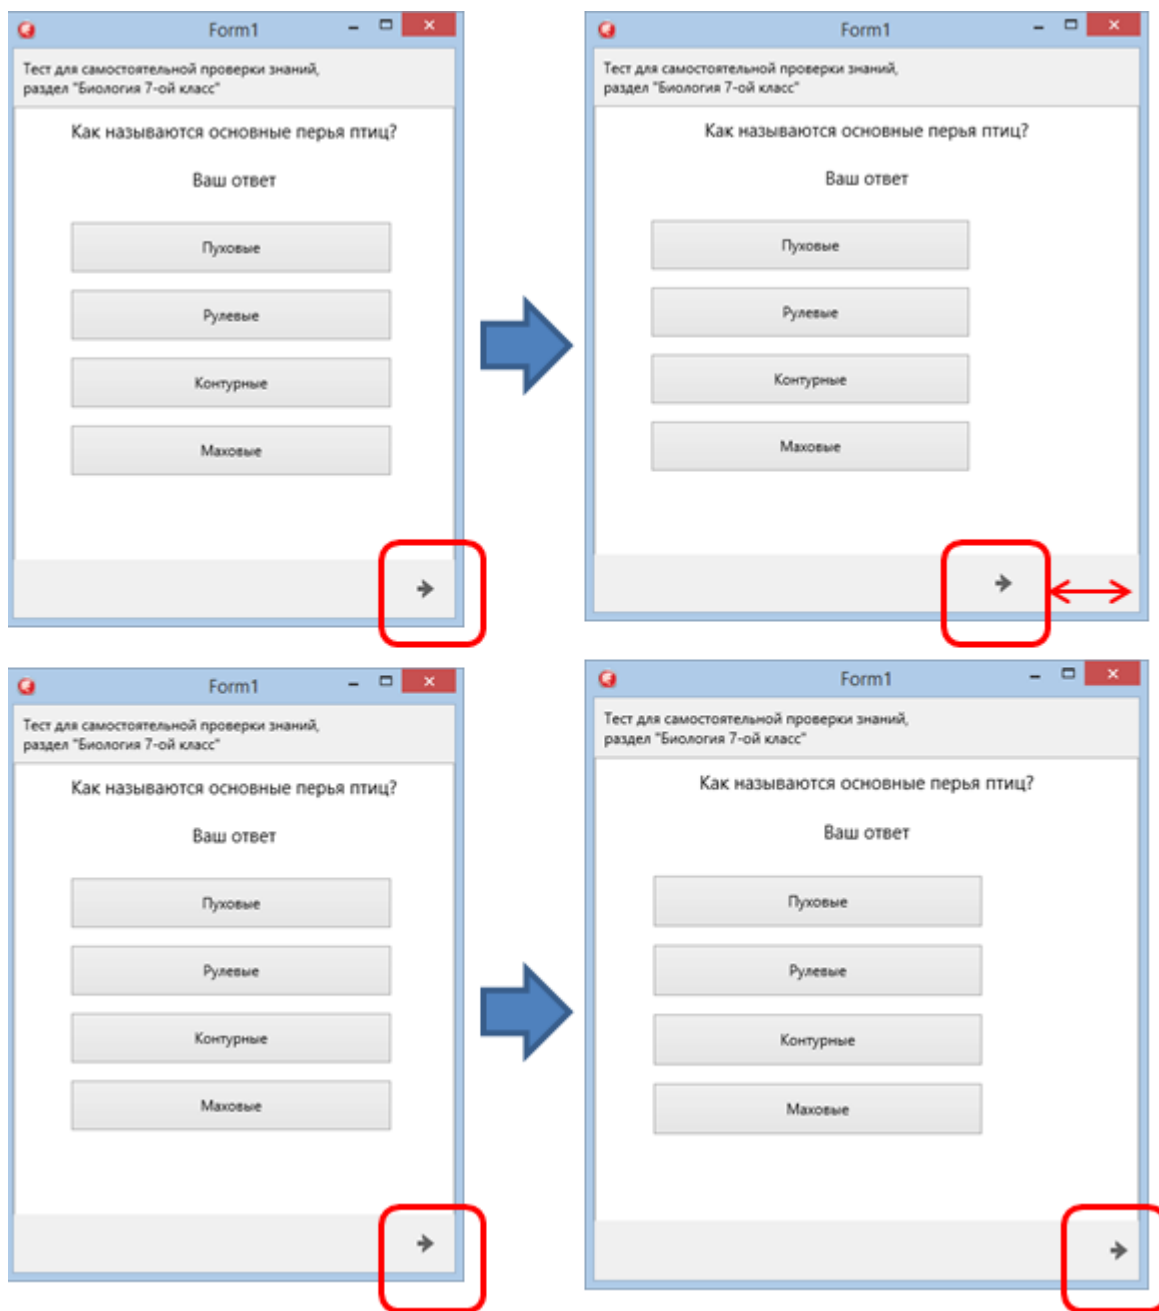 Form1
Тест для самостоятельной проверки знаний,
раздел "Биология 7-ой класс"
Как называются основные перья птиц?
Ваш ответ
Пуховые
Рулевые
Контурные
Маховые
Form1
Тест для самостоятельной проверки знаний,
раздел "Биология 7-ой класс"
Как называются основные перья птиц?
Ваш ответ
Пуховые
Рулевые
Контурные
Маховые
Form1
Тест для самостоятельной проверки знаний,
раздел "Биология 7-ой класс"
Как называются основные перья птиц?
Ваш ответ
Пуховые
Рулевые
Контурные
Маховые
Form1
Тест для самостоятельной проверки знаний,
раздел "Биология 7-ой класс"
Как называются основные перья птиц?
Ваш ответ
Пуховые
Рулевые
Контурные
Маховые